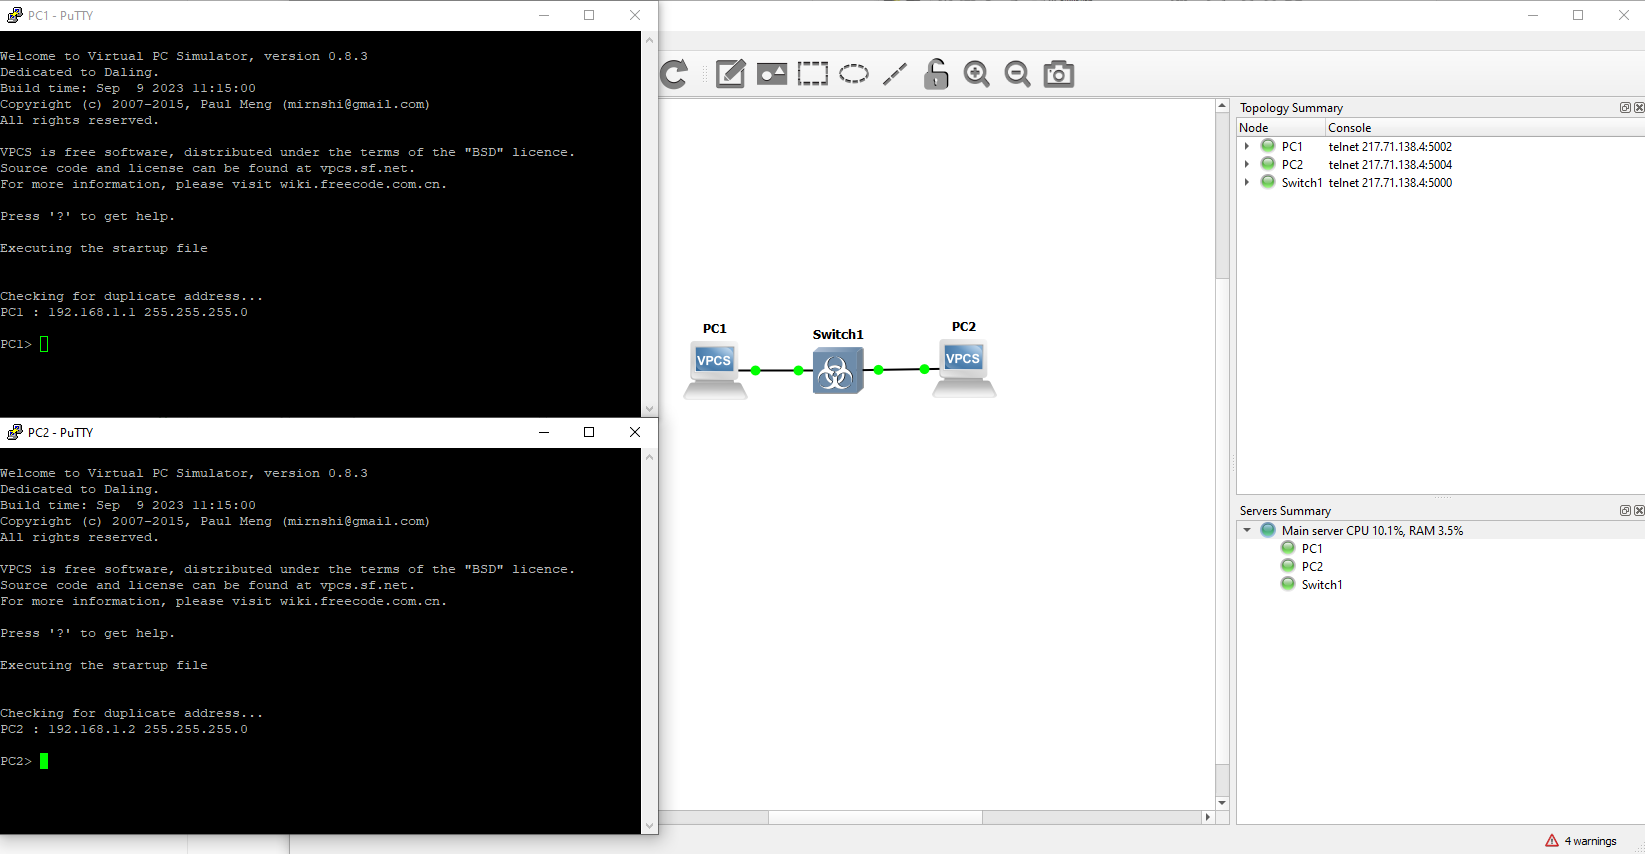 PC1 - PuTTY
Welcome to Virtual PC Simulator, version 0.8.3
Dedicated to Daling.
Build time: Sep  9 2023 11:15:00
Copyright (c) 2007-2015, Paul Meng (mirnshi@gmail.com)
All rights reserved.
VPCS is free software, distributed under the terms of the "BSD" licence.
Source code and license can be found at vpcs.sf.net.
For more information, please visit wiki.freecode.com.cn.
Press '?' to get help.
Executing the startup file
Checking for duplicate address...
PC1 : 192.168.1.1 255.255.255.0
PC1>
PC2 - PuTTY
Welcome to Virtual PC Simulator, version 0.8.3
Dedicated to Daling.
Build time: Sep  9 2023 11:15:00
Copyright (c) 2007-2015, Paul Meng (mirnshi@gmail.com)
All rights reserved.
VPCS is free software, distributed under the terms of the "BSD" licence.
Source code and license can be found at vpcs.sf.net.
For more information, please visit wiki.freecode.com.cn.
Press '?' to get help.
Executing the startup file
Checking for duplicate address...
PC2 : 192.168.1.2 255.255.255.0
PC2>
PC1
VPCS
Switch1
PC2
VPCS
Topology Summary
Node Console
PC1 telnet 217.71.138.4:5002
PC2 telnet 217.71.138.4:5004
Switch1 telnet 217.71.138.4:5000
Servers Summary
Main server CPU 10.1%, RAM 3.5%
PC1
PC2
Switch1
4 warnings